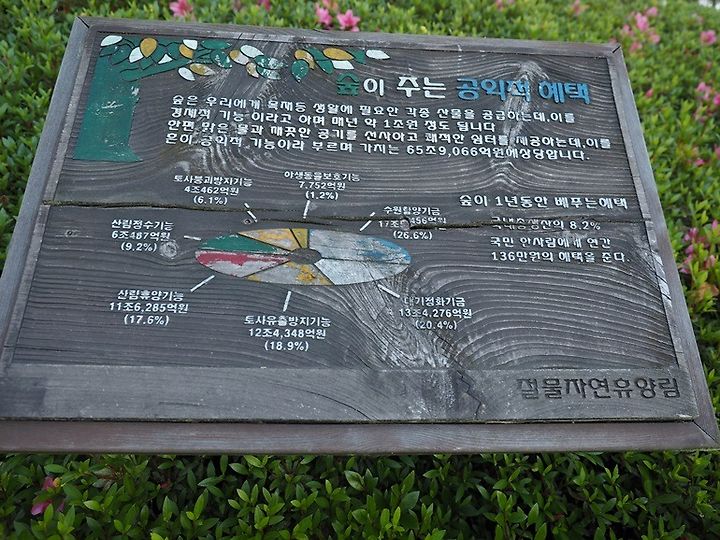 숲이 주는 공익적 혜택
숲은 우리에게 목재등 생활에 필요한 각종 산물을 공급하는데,이를
경제적 기능 이라고 하며 매년 약 1조원 정도 됩니다
한편 맑은 물과 깨끗한 공기를 선사하고 쾌적한 쉼터를 제공하는데,이를
흔히 공익적 기능이라 부르며 가치는 65조9,066억원에상당합니다.
토사붕괴방지기능
4조462억원
(6.1%)
야생동물보호기능
7,752억원
(1.2%)
수원함양기금
456억원
(26.6%)
산림정수기능
6조487억원
(9.2%)
산림휴양기능
11조6,285억원
(17.6%)
토사유출방지기능
12조4,348억원
(18.9%)
대기정화기금
13조4,276억원
(20.4%)
숲이 1년동안 베푸는혜택
국내총생산의 8.2%
국민 한사람에게 연간
136만원의 혜택을 준다.
절물자연휴양림